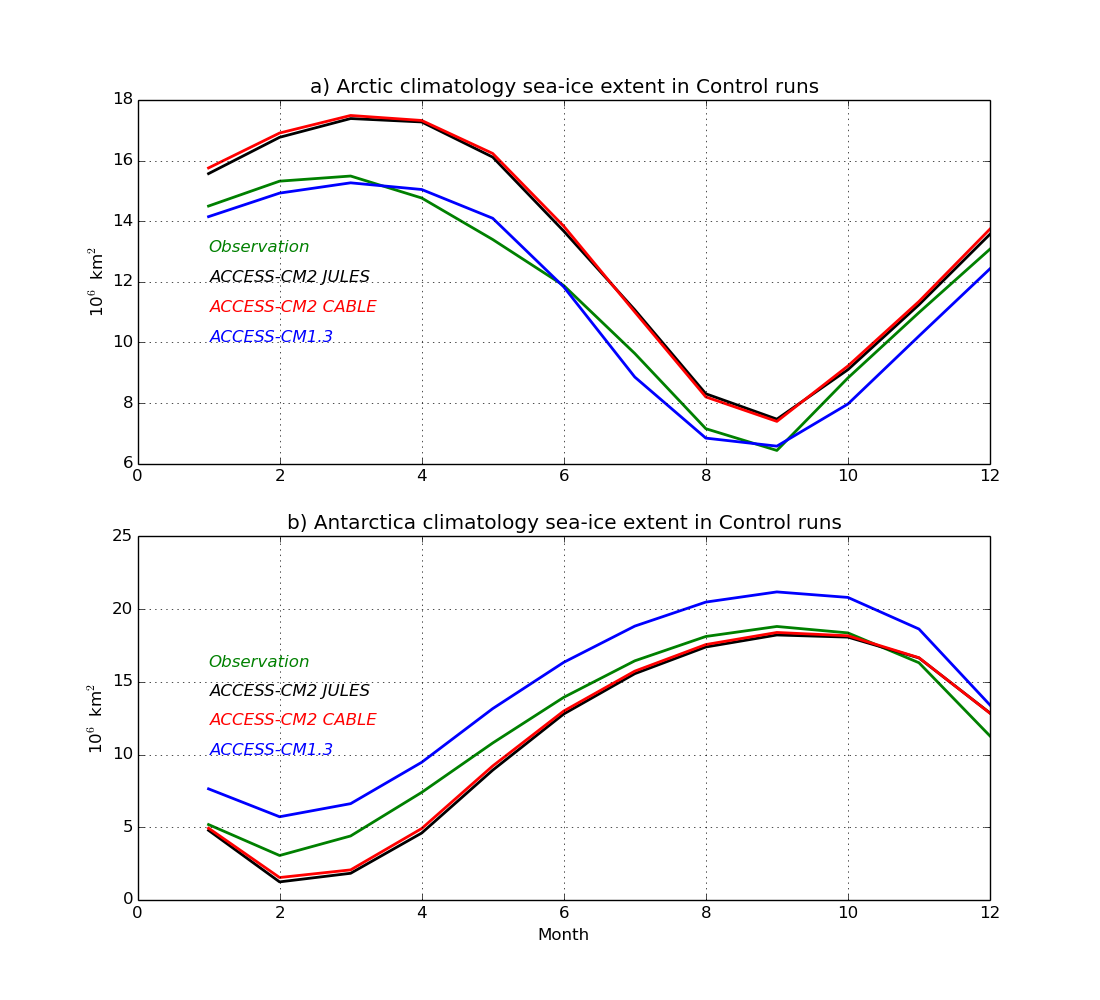 a) Arctic climatology sea-ice extent in Control runs
18
16
14
12
10
8
6
10⁶ km²
Observation
ACCESS-CM2 JULES
ACCESS-CM2 CABLE
ACCESS-CM1.3
0 2 4 6 8 10 12
b) Antarctica climatology sea-ice extent in Control runs
25
20
15
10
5
0
10⁶ km²
Observation
ACCESS-CM2 JULES
ACCESS-CM2 CABLE
ACCESS-CM1.3
0 2 4 6 8 10 12
Month